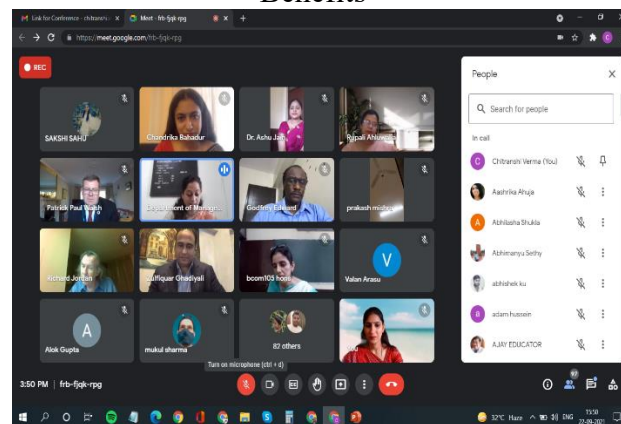 Benefits
Link for Conference - chitranshi.v
Meet - frb-fjqk-rpg
https://meet.google.com/frb-fjqk-rpg
REC
People
Search for people
In call
SAKSHI SAHU
Chandrika Bahadur
Dr. Ashu Jain
Rupali Ahluwalia
Chitranshi Verma (You)
Aashrika Ahuja
Patrick Paul Walsh
Department of Manag
Godfrey Edward
prakash mishra
Abhilasha Shukla
Abhimanyu Sethy
Richard Jordan
Zulfiquar Ghadiyali
bcom103 hons
V
Valan Arasu
abhishek ku
adam hussein
A
Alok Gupta
mukul sharma
82 others
AJAY EDUCATOR
Turn on microphone (ctrl + d)
3:50 PM | frb-fjqk-rpg
97
32°C Haze
ENG
15:50
22-09-2021